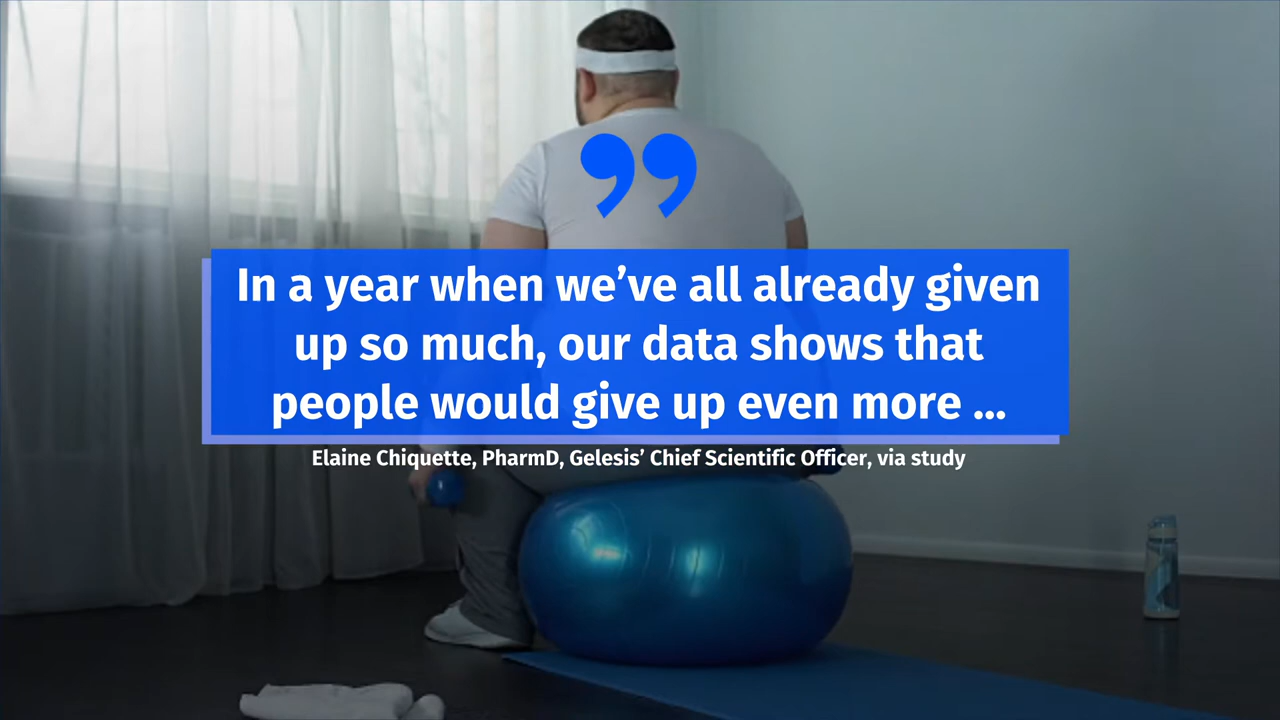 ”
In a year when we’ve all already given
up so much, our data shows that
people would give up even more ...
Elaine Chiquette, PharmD, Gelesis’ Chief Scientific Officer, via study